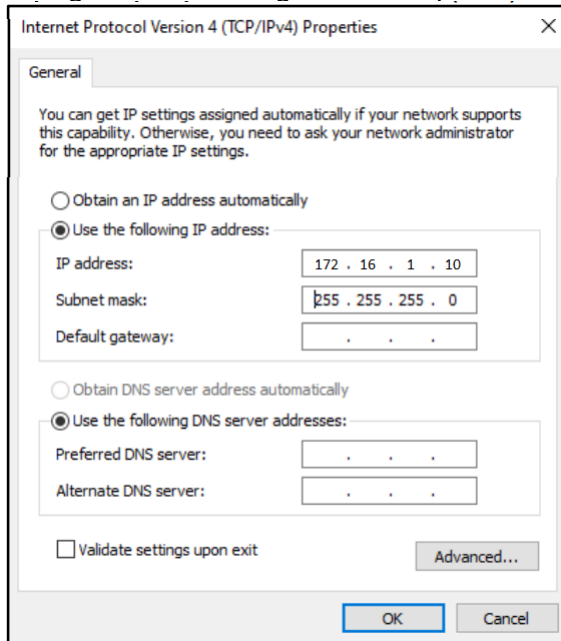 Internet Protocol Version 4 (TCP/IPv4) Properties
General
You can get IP settings assigned automatically if your network supports
this capability. Otherwise, you need to ask your network administrator
for the appropriate IP settings.
Obtain an IP address automatically
Use the following IP address:
IP address: 172 . 16 . 1 . 10
Subnet mask: 255 . 255 . 255 . 0
Default gateway: . . .
Obtain DNS server address automatically
Use the following DNS server addresses:
Preferred DNS server: . . .
Alternate DNS server: . . .
Validate settings upon exit
Advanced...
OK Cancel